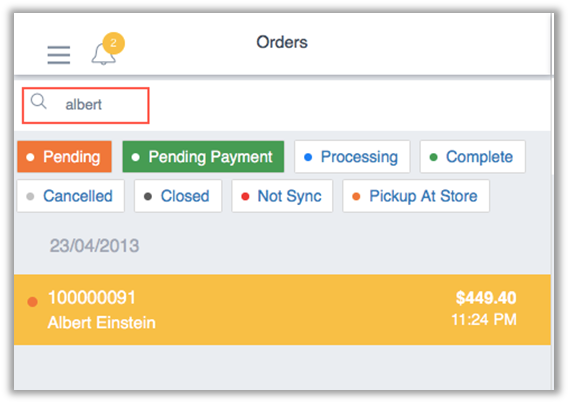 2
Orders
albert
Pending Pending Payment Processing Complete
Cancelled Closed Not Sync Pickup At Store
23/04/2013
100000091 $449.40
Albert Einstein 11:24 PM